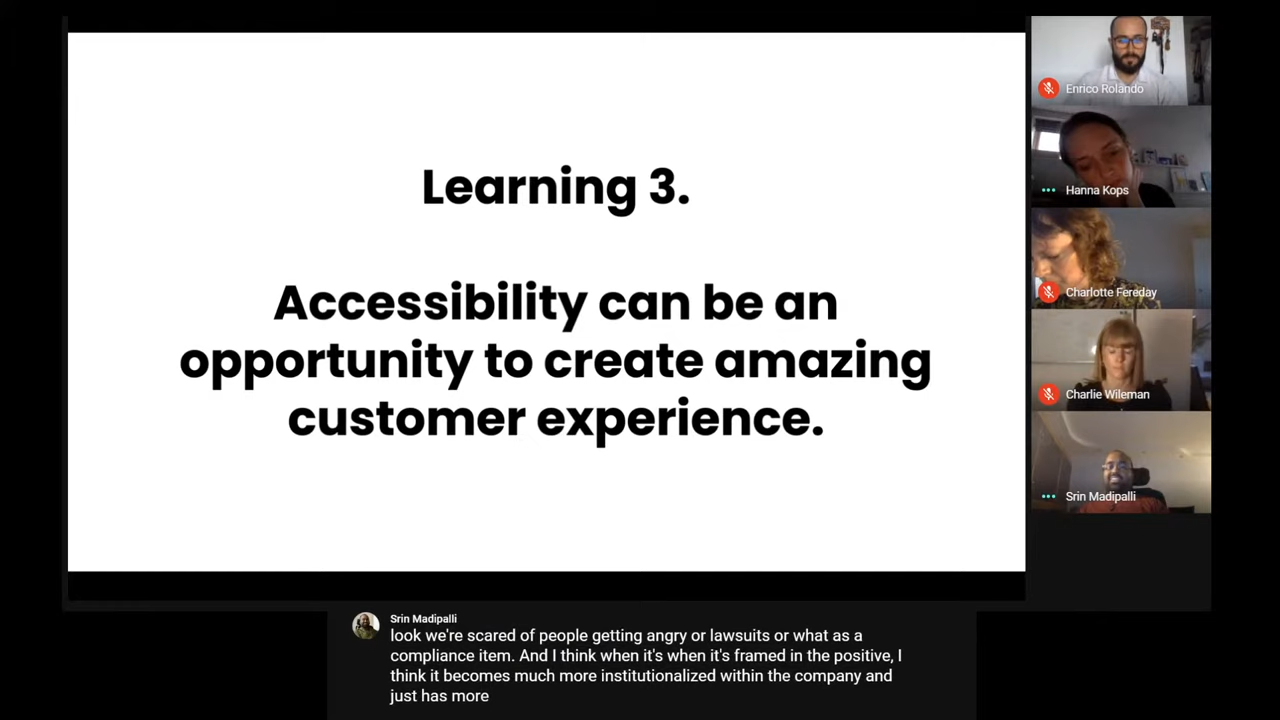 Learning 3.
Accessibility can be an
opportunity to create amazing
customer experience.
Enrico Rolando
Hanna Kops
Charlotte Fereday
Charlie Wileman
Srin Madipalli
Srin Madipalli
look we're scared of people getting angry or lawsuits or what as a
compliance item. And I think when it's when it's framed in the positive, I
think it becomes much more institutionalized within the company and
just has more